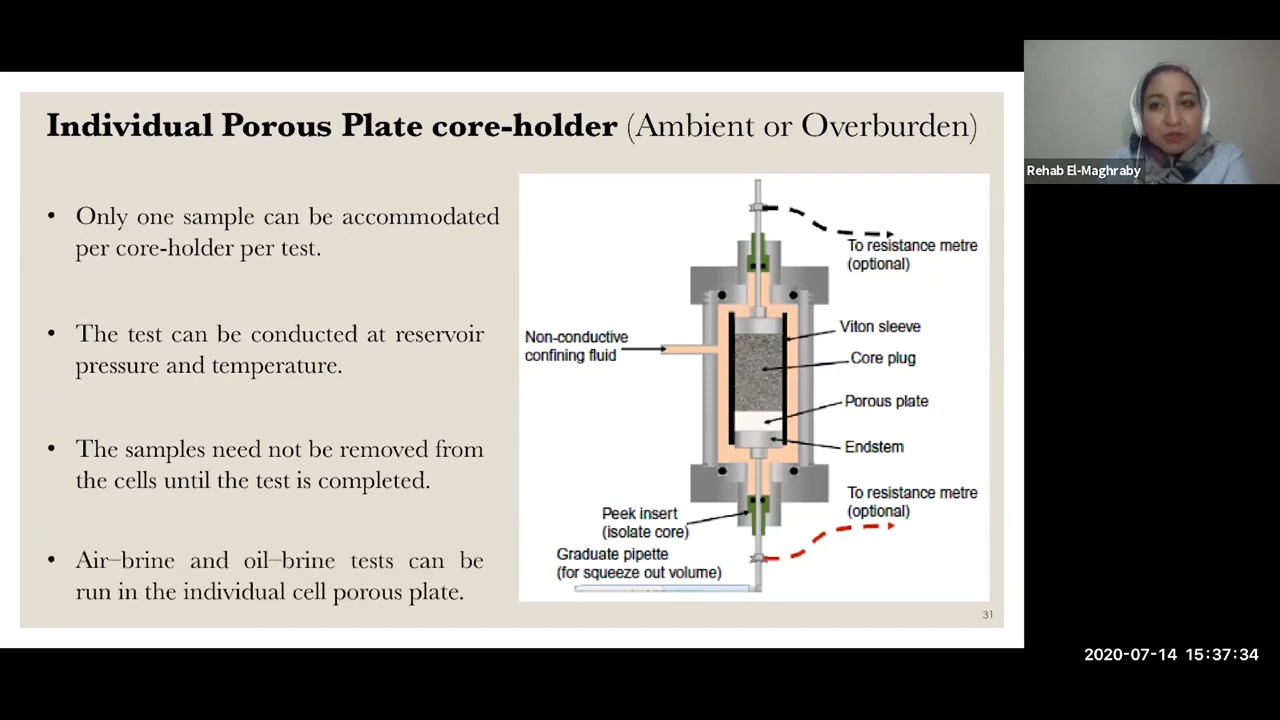 Individual Porous Plate core-holder (Ambient or Overburden)
• Only one sample can be accommodated
per core-holder per test.
• The test can be conducted at reservoir
pressure and temperature.
• The samples need not be removed from
the cells until the test is completed.
• Air–brine and oil–brine tests can be
run in the individual cell porous plate.
To resistance metre
(optional)
Non-conductive
confining fluid
Viton sleeve
Core plug
Porous plate
Endstem
To resistance metre
(optional)
Peek insert
(isolate core)
Graduate pipette
(for squeeze out volume)
31
Rehab El-Maghraby
2020-07-14 15:37:34